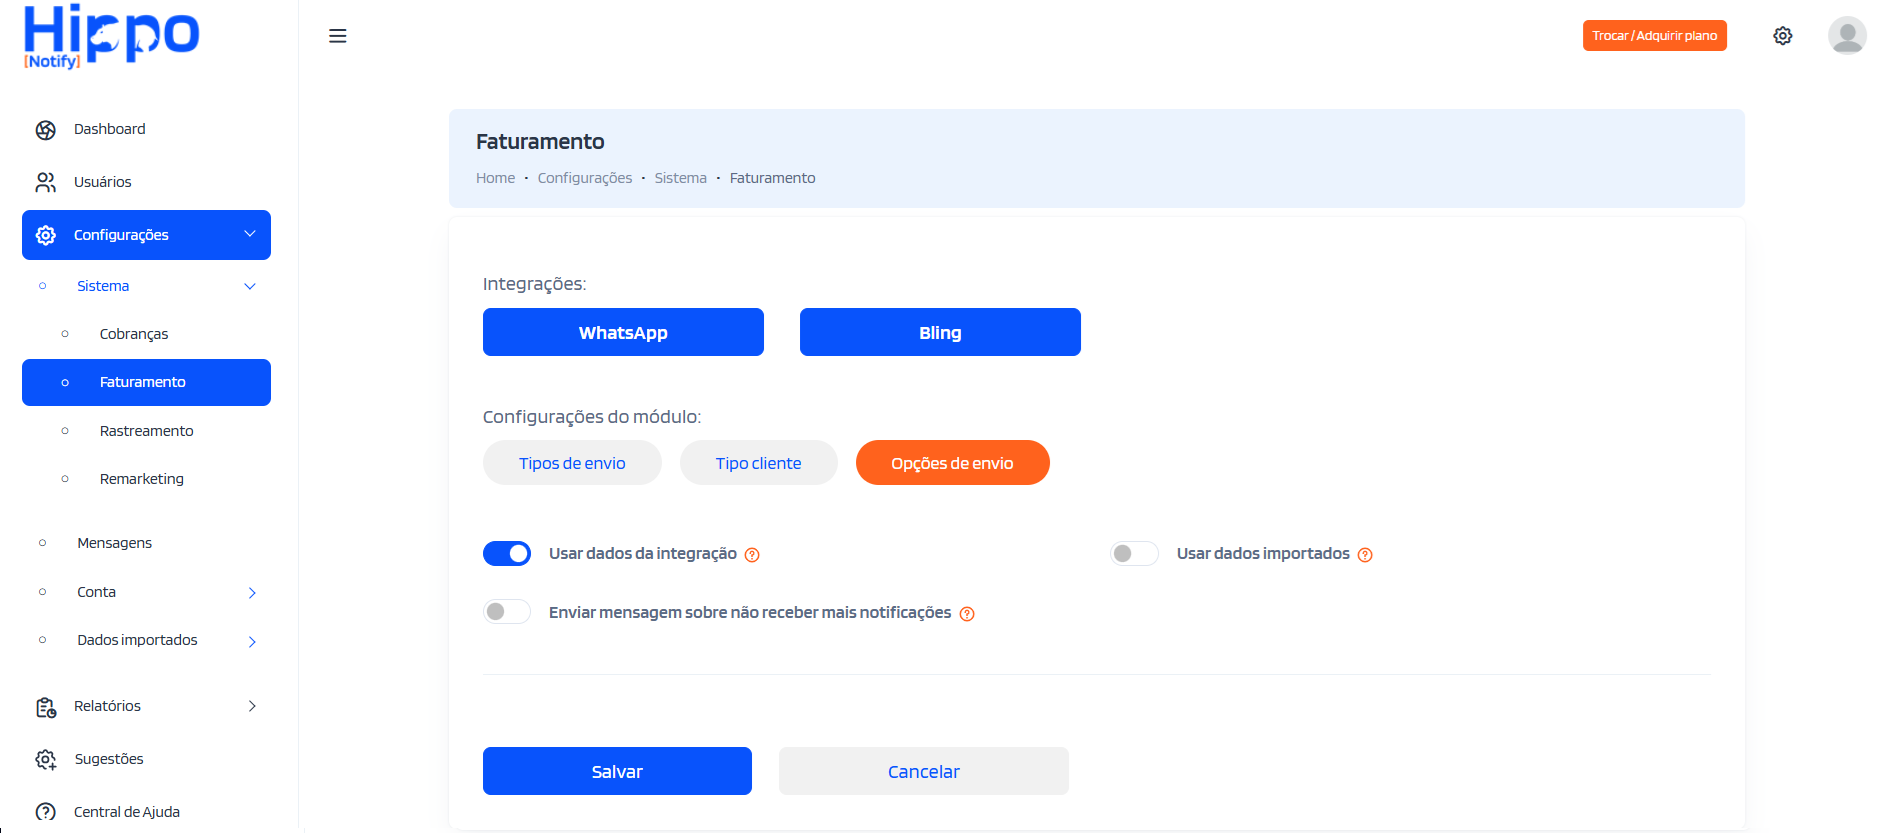 Hippo
[Notify]
Trocar / Adquirir plano
Dashboard
Usuários
Configurações
Sistema
Cobranças
Faturamento
Rastreamento
Remarketing
Mensagens
Conta
Dados importados
Relatórios
Sugestões
Central de Ajuda
Faturamento
Home • Configurações • Sistema • Faturamento
Integrações:
WhatsApp Bling
Configurações do módulo:
Tipos de envio Tipo cliente Opções de envio
Usar dados da integração ? Usar dados importados ?
Enviar mensagem sobre não receber mais notificações ?
Salvar Cancelar